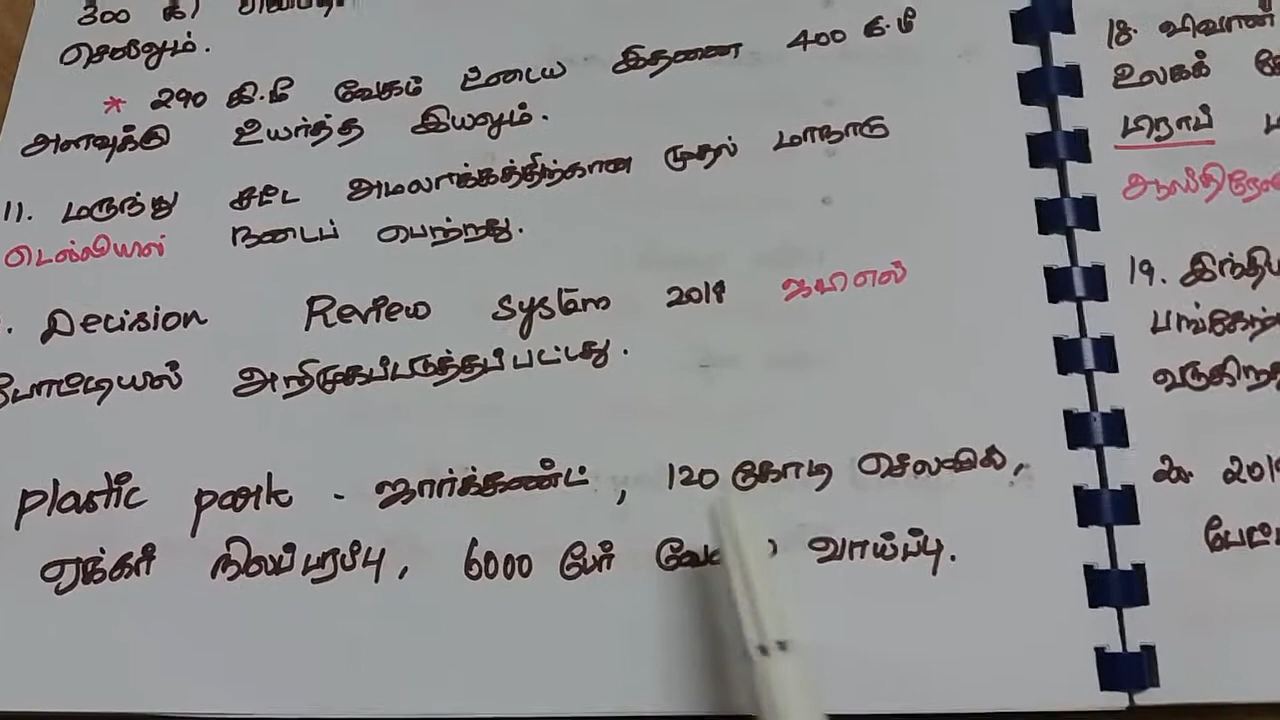 300 கி
செல்லும்.
* 290 கி.மீ வேகம் உடைய இதனை 400 கி.மீ
அளவுக்கு உயர்த்த இயலும்.
11. மருந்து சட்ட அமலாக்கத்திற்கான முதல் மாநாடு
டெல்லியில் நடைப் பெற்றது.
. Decision Review System 2018 ஐபிஎல்
போட்டியில் அறிமுகப்படுத்தப்பட்டது.
plastic park - ஜார்க்கண்ட், 120 கோடி செலவில்,
ஏக்கர் நிலப்பரப்பு, 6000 பேர் வாய்ப்பு.
18.
உலகக்
19.